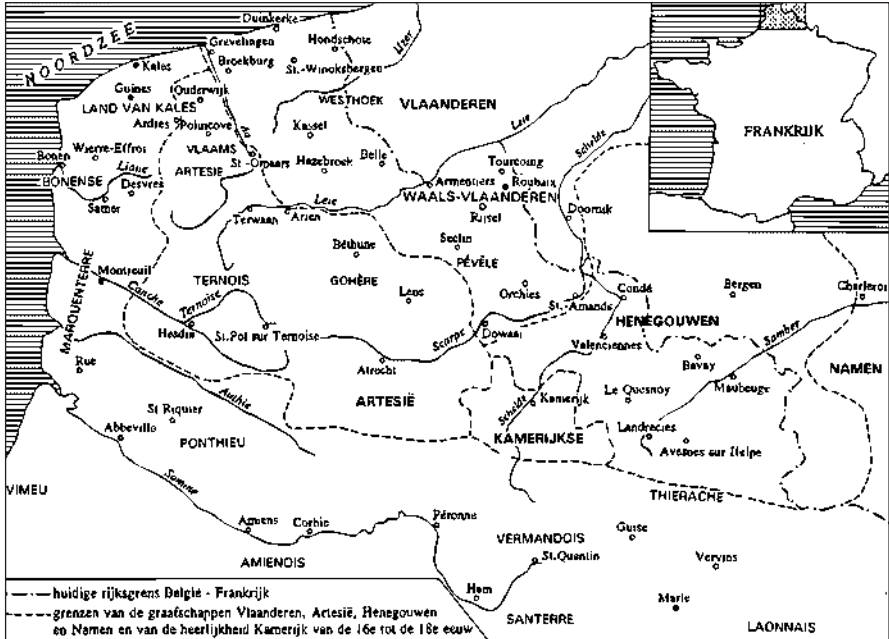 NOORDZEE
Duinkerke
Grevelingen
Hondschote
Broekburg
St.-Winoksbergen
IJzer
Kales
Guines
Ouderwijk
LAND VAN KALES
Ardres
Polincove
Aa
WESTHOEK
VLAANDEREN
Kassel
Wierre-Effroi
VLAAMS
ARTESIE
St.-Omaars
Hazebroek
Belle
Leie
Bonen
Liane
BONENSE
Desvres
Samer
Armentiers
Tourcoing
Roubaix
WAALS-VLAANDEREN
Rijsel
Schelde
Doornik
Terwaan
Arien
Leie
FRANKRIJK
Béthune
Seclin
PÉVÈLE
GOHÈRE
Lens
Orchies
St.-Amands
Condé
Bergen
Charleroi
MARQUENTERRE
Montreuil
Canche
TERNOIS
Ternoise
Hesdin
St.Pol sur Ternoise
Scarpe
Dowaai
HENEGOUWEN
Valenciennes
Samber
Bavay
Maubeuge
NAMEN
Rue
Authie
Atrecht
ARTESIË
Schelde
Kamerijk
KAMERIJKSE
Le Quesnoy
Landrecies
Avesnes sur Helpe
St Riquier
Abbeville
PONTHIEU
Somme
VIMEU
THIERACHE
Amiens
Corbie
Péronne
AMIENOIS
VERMANDOIS
St.Quentin
Guise
Vervins
Ham
SANTERRE
Marle
LAONNAIS
huidige rijksgrens België - Frankrijk
grenzen van de graafschappen Vlaanderen, Artesië, Henegouwen
en Namen en van de heerlijkheid Kamerijk van de 16e tot de 18e eeuw